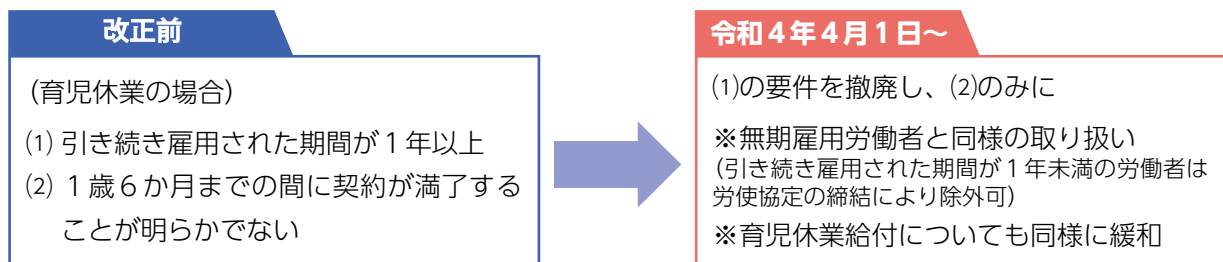 改正前
(育児休業の場合)
⑴ 引き続き雇用された期間が１年以上
⑵ １歳６か月までの間に契約が満了する
ことが明らかでない
令和４年４月１日～
⑴の要件を撤廃し、⑵のみに
※無期雇用労働者と同様の取り扱い
(引き続き雇用された期間が１年未満の労働者は
労使協定の締結により除外可)
※育児休業給付についても同様に緩和